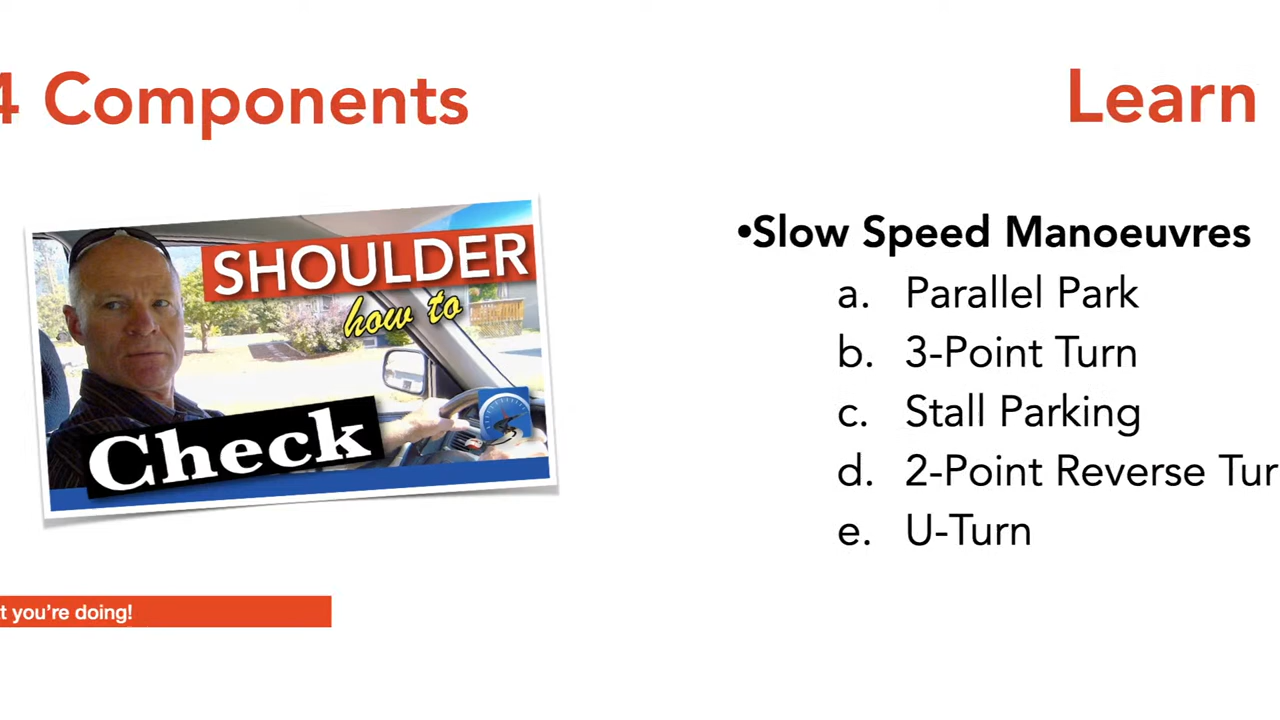 4 Components
SHOULDER
how to
Check
t you're doing!
Learn
•Slow Speed Manoeuvres
a. Parallel Park
b. 3-Point Turn
c. Stall Parking
d. 2-Point Reverse Tur
e. U-Turn